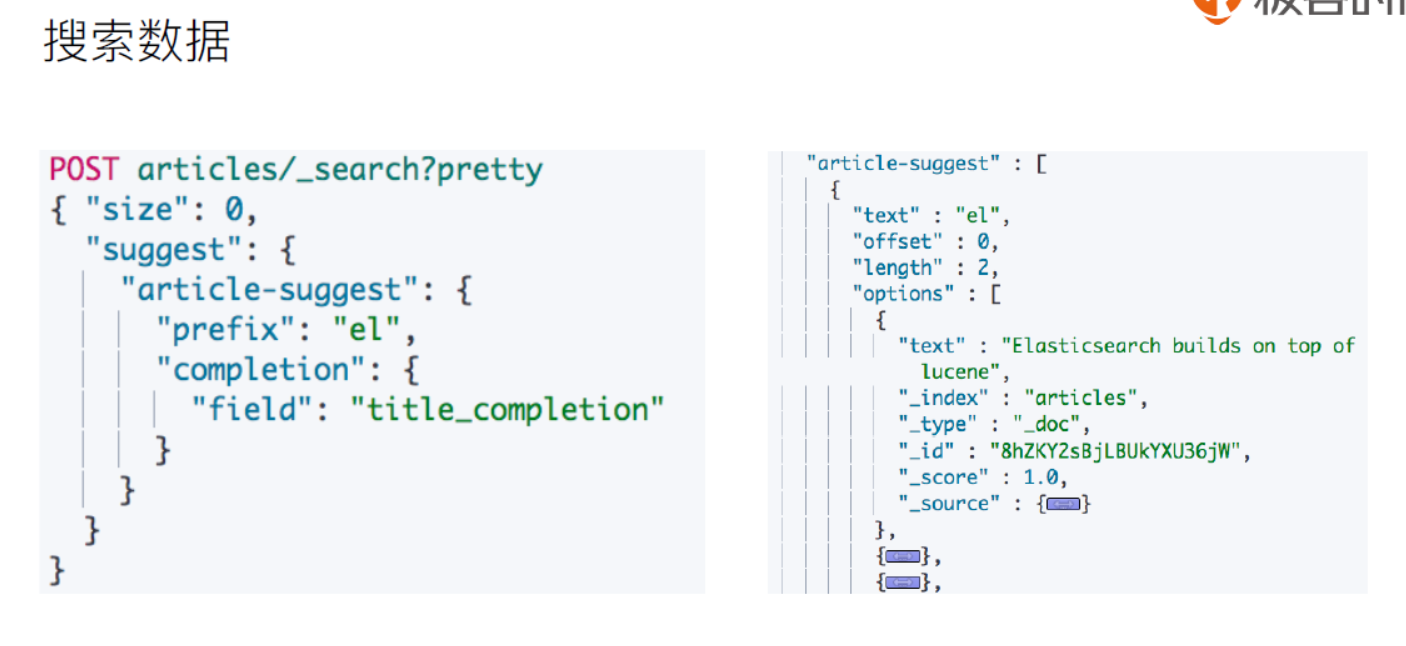 搜索数据
POST articles/_search?pretty
{ "size": 0,
"suggest": {
"article-suggest": {
"prefix": "el",
"completion": {
"field": "title_completion"
}
}
}
}
"article-suggest" : [
{
"text" : "el",
"offset" : 0,
"length" : 2,
"options" : [
{
"text" : "Elasticsearch builds on top of
lucene",
"_index" : "articles",
"_type" : "_doc",
"_id" : "8hZKY2sBjLBUkYXU36jW",
"_score" : 1.0,
"_source" : {}
},
{},
{},